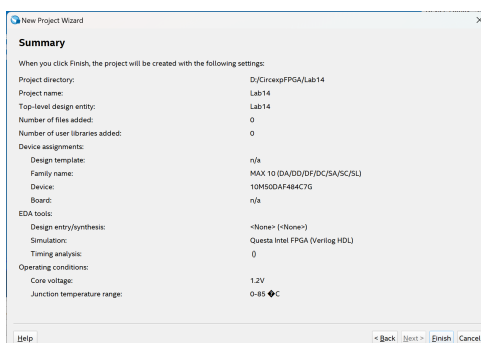 New Project Wizard
Summary
When you click Finish, the project will be created with the following settings:
Project directory: D:/CircexpFPGA/Lab14
Project name: Lab14
Top-level design entity: Lab14
Number of files added: 0
Number of user libraries added: 0
Device assignments:
Design template: n/a
Family name: MAX 10 (DA/DD/DF/DC/SA/SC/SL)
Device: 10M50DAF484C7G
Board: n/a
EDA tools:
Design entry/synthesis: <None> (<None>)
Simulation: Questa Intel FPGA (Verilog HDL)
Timing analysis: ()
Operating conditions:
Core voltage: 1.2V
Junction temperature range: 0-85 �C
Help < Back Next > Finish Cancel